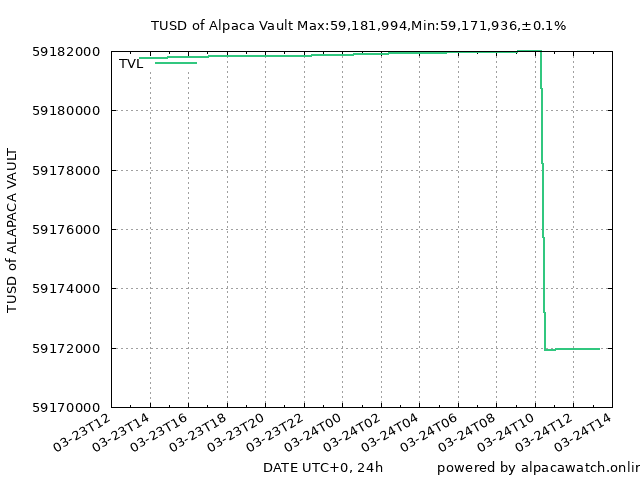 TUSD of Alpaca Vault Max:59,181,994,Min:59,171,936,±0.1%
TVL
59182000
59180000
59178000
59176000
59174000
59172000
59170000
TUSD of ALAPACA VAULT
03-23T12
03-23T14
03-23T16
03-23T18
03-23T20
03-23T22
03-24T00
03-24T02
03-24T04
03-24T06
03-24T08
03-24T10
03-24T12
03-24T14
DATE UTC+0, 24h
powered by alpacawatch.onlin